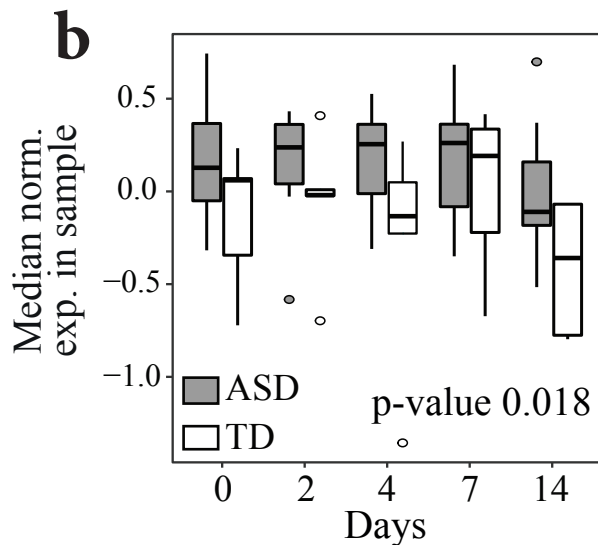 b
Median norm.
exp. in sample
0.5
0.0
−0.5
−1.0
ASD
TD
p-value 0.018
0 2 4 7 14
Days